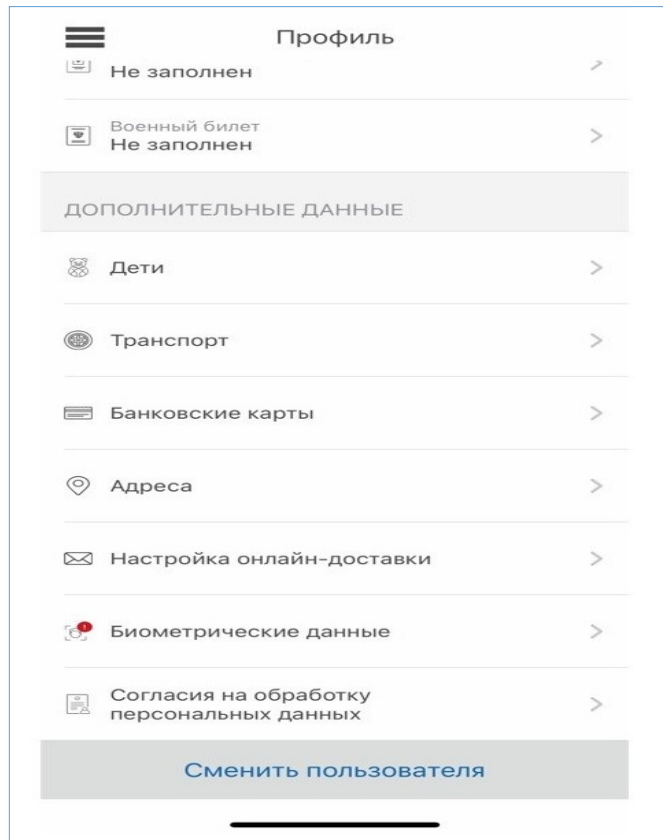 Профиль
Не заполнен
Военный билет
Не заполнен
ДОПОЛНИТЕЛЬНЫЕ ДАННЫЕ
Дети
Транспорт
Банковские карты
Адреса
Настройка онлайн-доставки
Биометрические данные
Согласия на обработку
персональных данных
Сменить пользователя